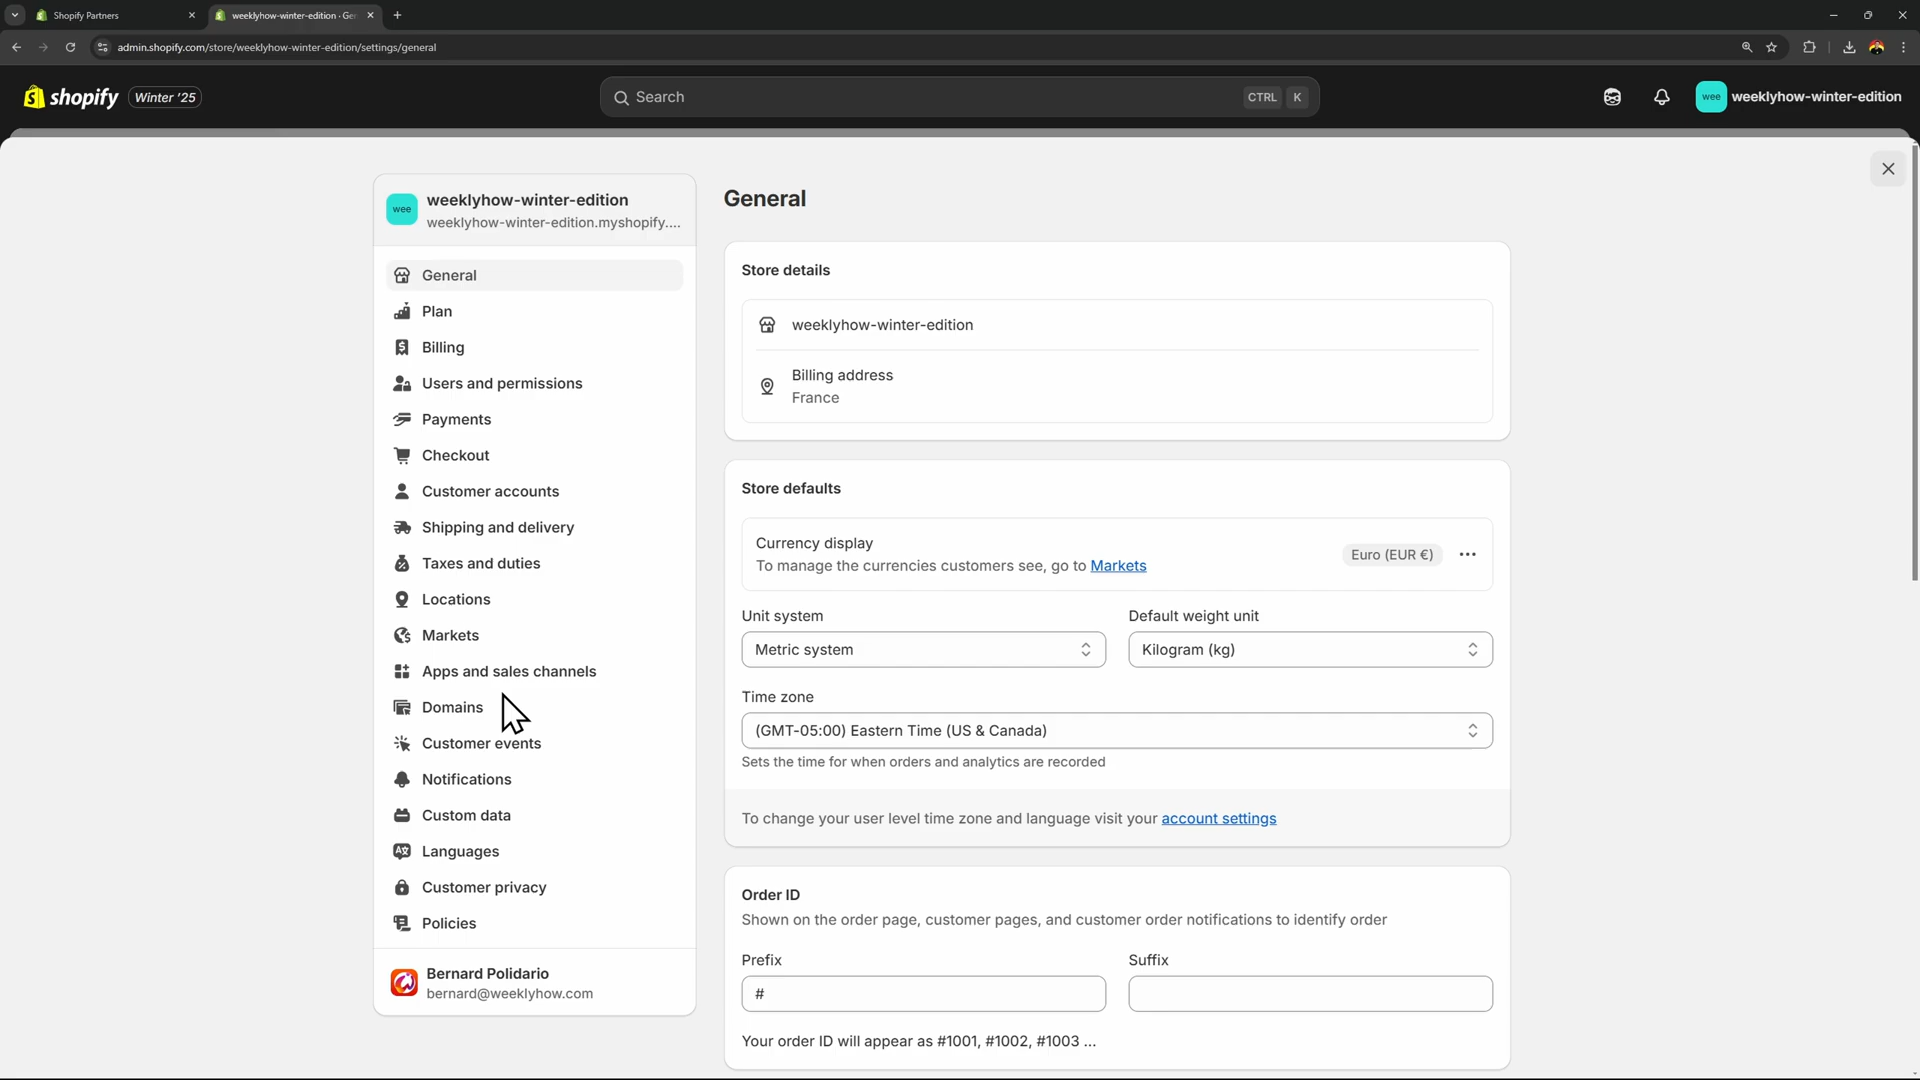 Shopify Partners
weeklyhow-winter-edition · Ge
admin.shopify.com/store/weeklyhow-winter-edition/settings/general
shopify
Winter '25
Search
CTRL K
wee
weeklyhow-winter-edition
wee
weeklyhow-winter-edition
weeklyhow-winter-edition.myshopify....
General
Plan
Billing
Users and permissions
Payments
Checkout
Customer accounts
Shipping and delivery
Taxes and duties
Locations
Markets
Apps and sales channels
Domains
Customer events
Notifications
Custom data
Languages
Customer privacy
Policies
Bernard Polidario
bernard@weeklyhow.com
General
Store details
weeklyhow-winter-edition
Billing address
France
Store defaults
Currency display
To manage the currencies customers see, go to Markets
Euro (EUR €)
Unit system
Default weight unit
Metric system
Kilogram (kg)
Time zone
(GMT-05:00) Eastern Time (US & Canada)
Sets the time for when orders and analytics are recorded
To change your user level time zone and language visit your account settings
Order ID
Shown on the order page, customer pages, and customer order notifications to identify order
Prefix
Suffix
#
Your order ID will appear as #1001, #1002, #1003 ...